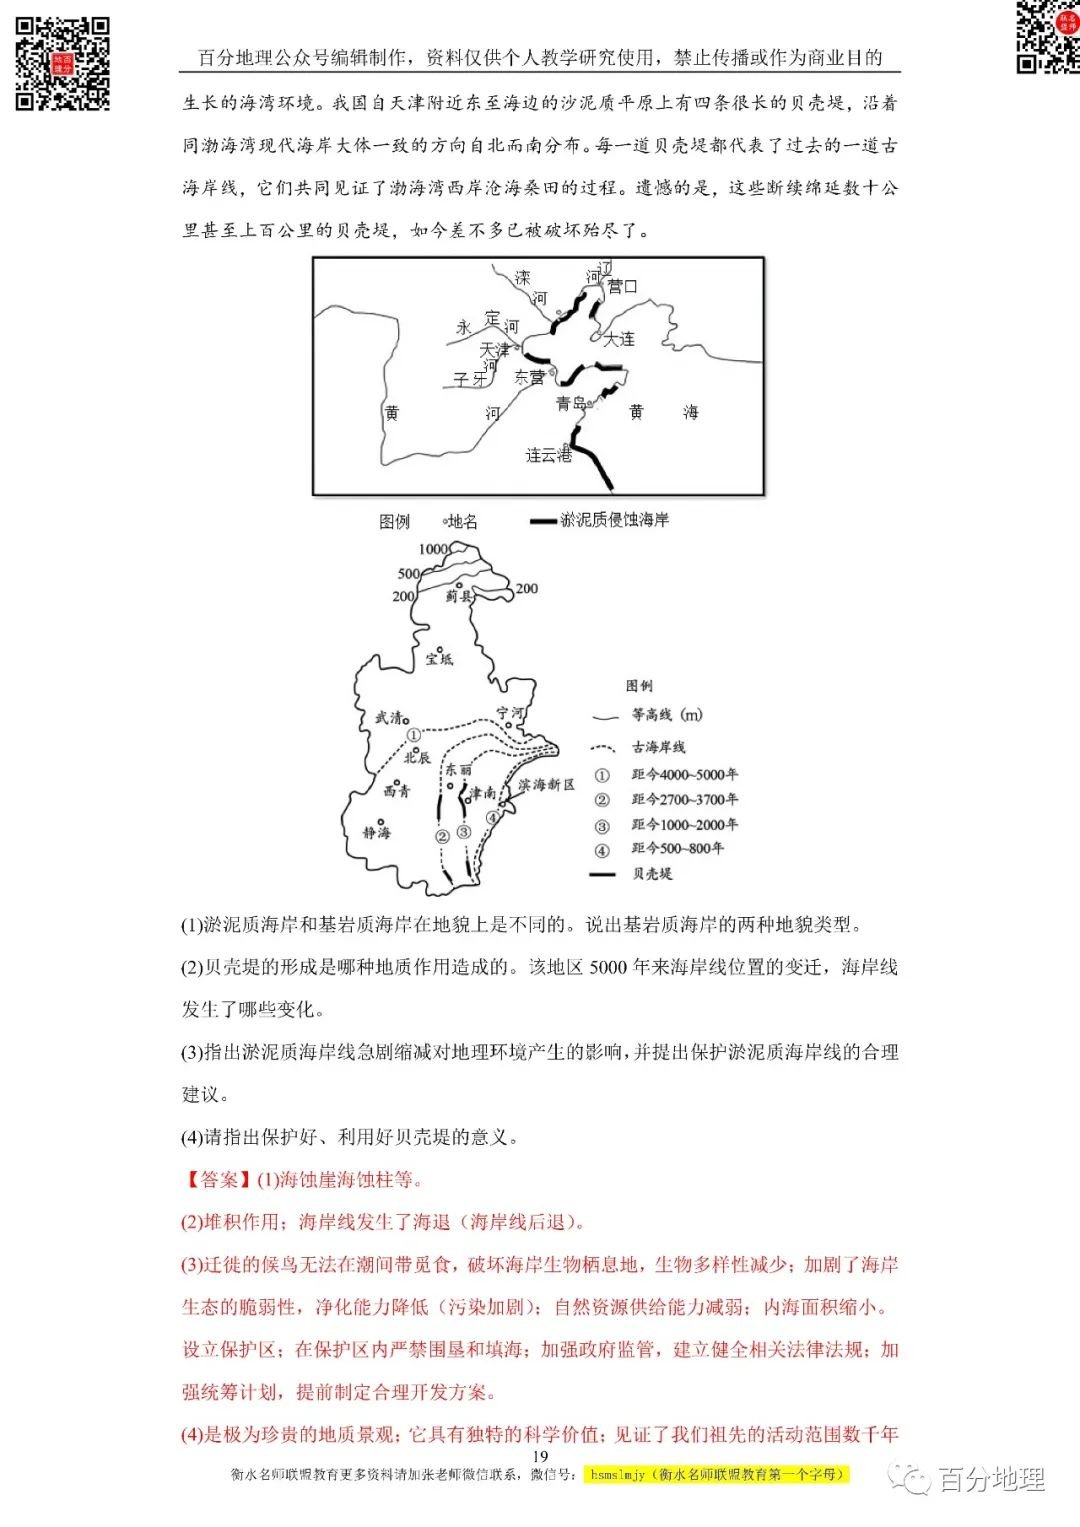 百分地理公众号编辑制作，资料仅供个人教学研究使用，禁止传播或作为商业目的
生长的海湾环境。我国自天津附近东至海边的沙泥质平原上有四条很长的贝壳堤，沿着
同渤海湾现代海岸大体一致的方向自北而南分布。每一道贝壳堤都代表了过去的一道古
海岸线，它们共同见证了渤海湾西岸沧海桑田的过程。遗憾的是，这些断续绵延数十公
里甚至上百公里的贝壳堤，如今差不多已被破坏殆尽了。
滦河
辽河
营口
永定河
天津
大连
子牙河
东营
青岛
黄河
黄海
连云港
图例 地名 淤泥质侵蚀海岸
1000
500
200
200
蓟县
宝坻
武清
宁河
①
北辰
东丽
西青
津南
滨海新区
静海
②
③
④
图例
等高线 (m)
古海岸线
① 距今4000~5000年
② 距今2700~3700年
③ 距今1000~2000年
④ 距今500~800年
贝壳堤
(1)淤泥质海岸和基岩质海岸在地貌上是不同的。说出基岩质海岸的两种地貌类型。
(2)贝壳堤的形成是哪种地质作用造成的。该地区 5000 年来海岸线位置的变迁，海岸线
发生了哪些变化。
(3)指出淤泥质海岸线急剧缩减对地理环境产生的影响,并提出保护淤泥质海岸线的合理
建议。
(4)请指出保护好、利用好贝壳堤的意义。
【答案】(1)海蚀崖海蚀柱等。
(2)堆积作用；海岸线发生了海退（海岸线后退）。
(3)迁徙的候鸟无法在潮间带觅食，破坏海岸生物栖息地，生物多样性减少；加剧了海岸
生态的脆弱性，净化能力降低（污染加剧）；自然资源供给能力减弱；内海面积缩小。
设立保护区；在保护区内严禁围垦和填海；加强政府监管，建立健全相关法律法规；加
强统筹计划，提前制定合理开发方案。
(4)是极为珍贵的地质景观；它具有独特的科学价值；见证了我们祖先的活动范围数千年
19
衡水名师联盟教育更多资料请加张老师微信联系，微信号： hsmslmjy（衡水名师联盟教育第一个字母）
百分地理